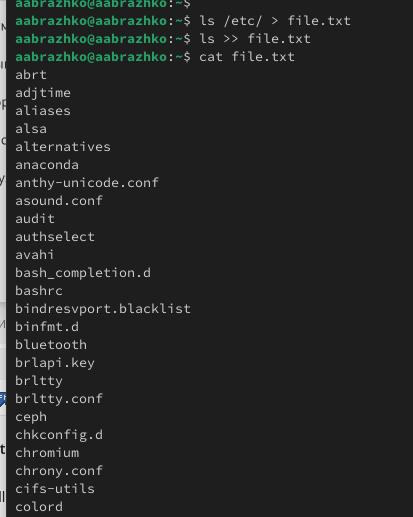 aabrazhko@aabrazhko:~$
aabrazhko@aabrazhko:~$ ls /etc/ > file.txt
aabrazhko@aabrazhko:~$ ls >> file.txt
aabrazhko@aabrazhko:~$ cat file.txt
abrt
adjtime
aliases
alsa
alternatives
anaconda
anthy-unicode.conf
asound.conf
audit
authselect
avahi
bash_completion.d
bashrc
bindresvport.blacklist
binfmt.d
bluetooth
brlapi.key
brltty
brltty.conf
ceph
chkconfig.d
chromium
chrony.conf
cifs-utils
colord